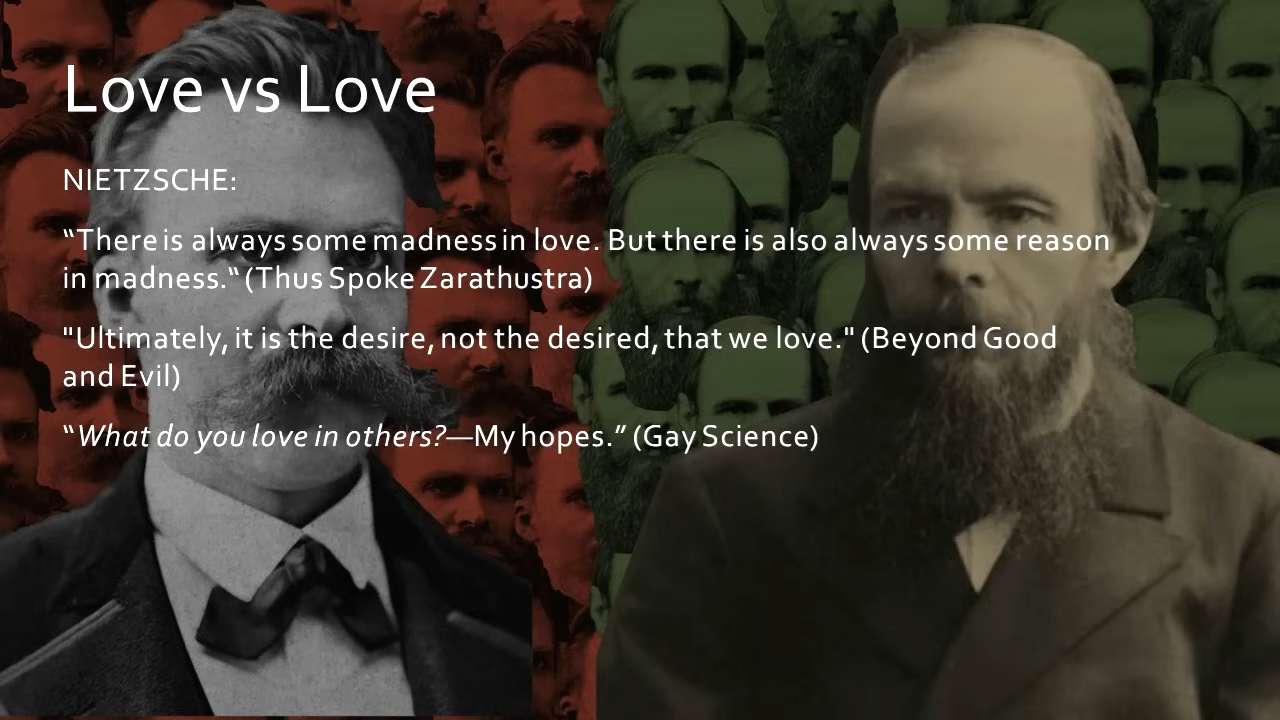 Love vs Love
NIETZSCHE:
“There is always some madness in love. But there is also always some reason
in madness.“ (Thus Spoke Zarathustra)
"Ultimately, it is the desire, not the desired, that we love." (Beyond Good
and Evil)
“What do you love in others?—My hopes.” (Gay Science)